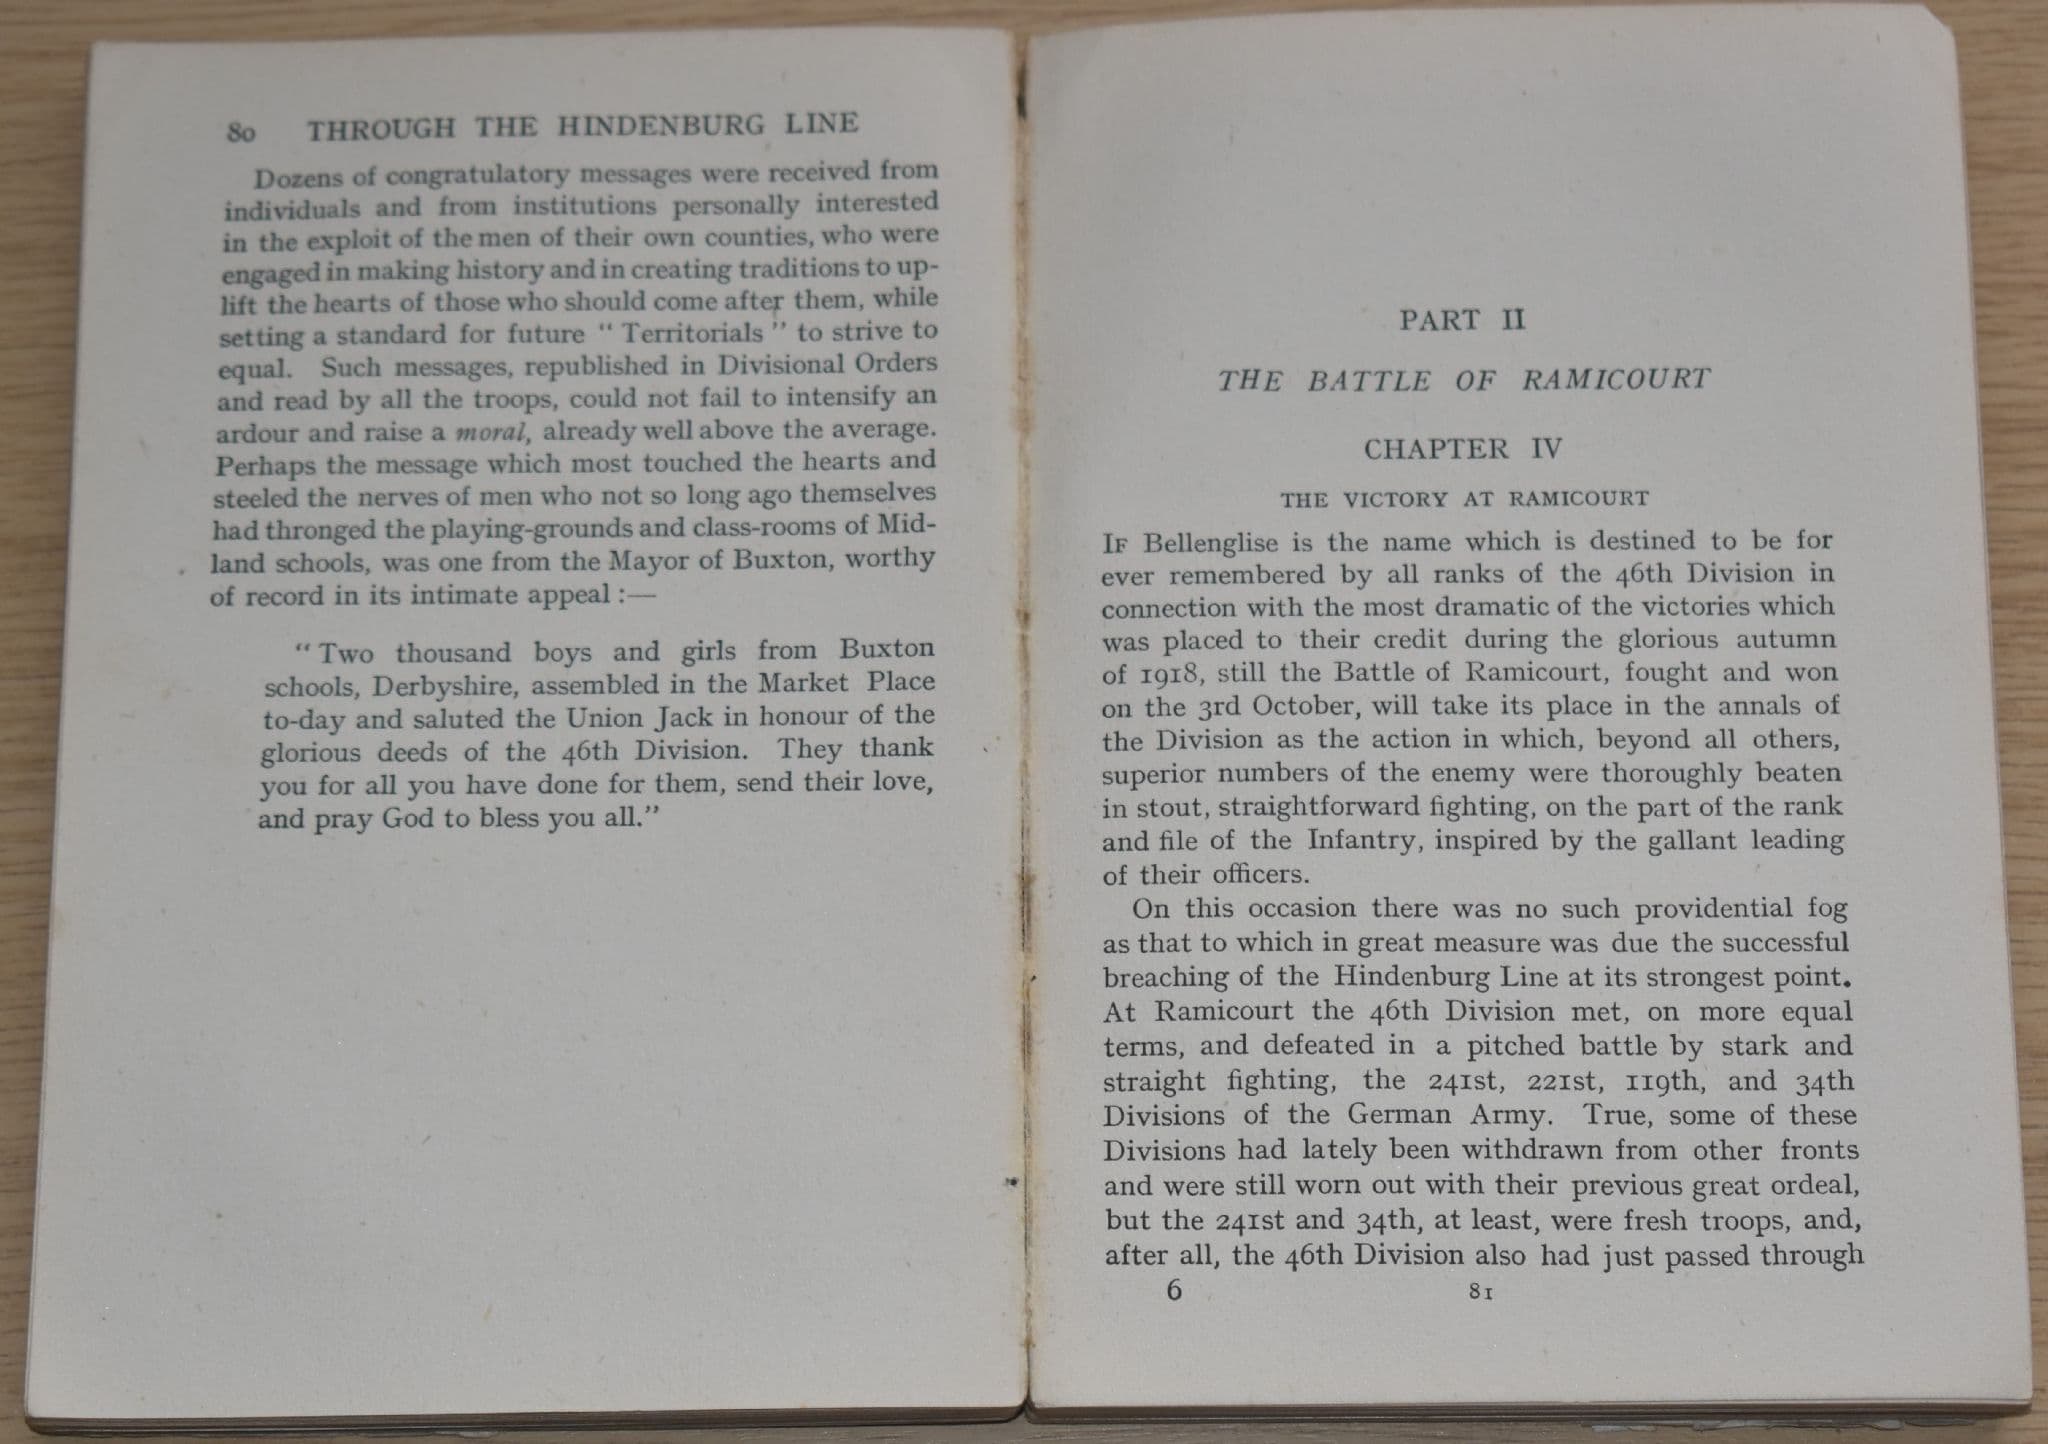 80 THROUGH THE HINDENBURG LINE
Dozens of congratulatory messages were received from
individuals and from institutions personally interested
in the exploit of the men of their own counties, who were
engaged in making history and in creating traditions to up-
lift the hearts of those who should come after them, while
setting a standard for future “ Territorials ” to strive to
equal. Such messages, republished in Divisional Orders
and read by all the troops, could not fail to intensify an
ardour and raise a moral, already well above the average.
Perhaps the message which most touched the hearts and
steeled the nerves of men who not so long ago themselves
had thronged the playing-grounds and class-rooms of Mid-
land schools, was one from the Mayor of Buxton, worthy
of record in its intimate appeal :—
“ Two thousand boys and girls from Buxton
schools, Derbyshire, assembled in the Market Place
to-day and saluted the Union Jack in honour of the
glorious deeds of the 46th Division. They thank
you for all you have done for them, send their love,
and pray God to bless you all.”
PART II
THE BATTLE OF RAMICOURT
CHAPTER IV
THE VICTORY AT RAMICOURT
IF Bellenglise is the name which is destined to be for
ever remembered by all ranks of the 46th Division in
connection with the most dramatic of the victories which
was placed to their credit during the glorious autumn
of 1918, still the Battle of Ramicourt, fought and won
on the 3rd October, will take its place in the annals of
the Division as the action in which, beyond all others,
superior numbers of the enemy were thoroughly beaten
in stout, straightforward fighting, on the part of the rank
and file of the Infantry, inspired by the gallant leading
of their officers.
On this occasion there was no such providential fog
as that to which in great measure was due the successful
breaching of the Hindenburg Line at its strongest point.
At Ramicourt the 46th Division met, on more equal
terms, and defeated in a pitched battle by stark and
straight fighting, the 241st, 221st, 119th, and 34th
Divisions of the German Army. True, some of these
Divisions had lately been withdrawn from other fronts
and were still worn out with their previous great ordeal,
but the 241st and 34th, at least, were fresh troops, and,
after all, the 46th Division also had just passed through
6 81